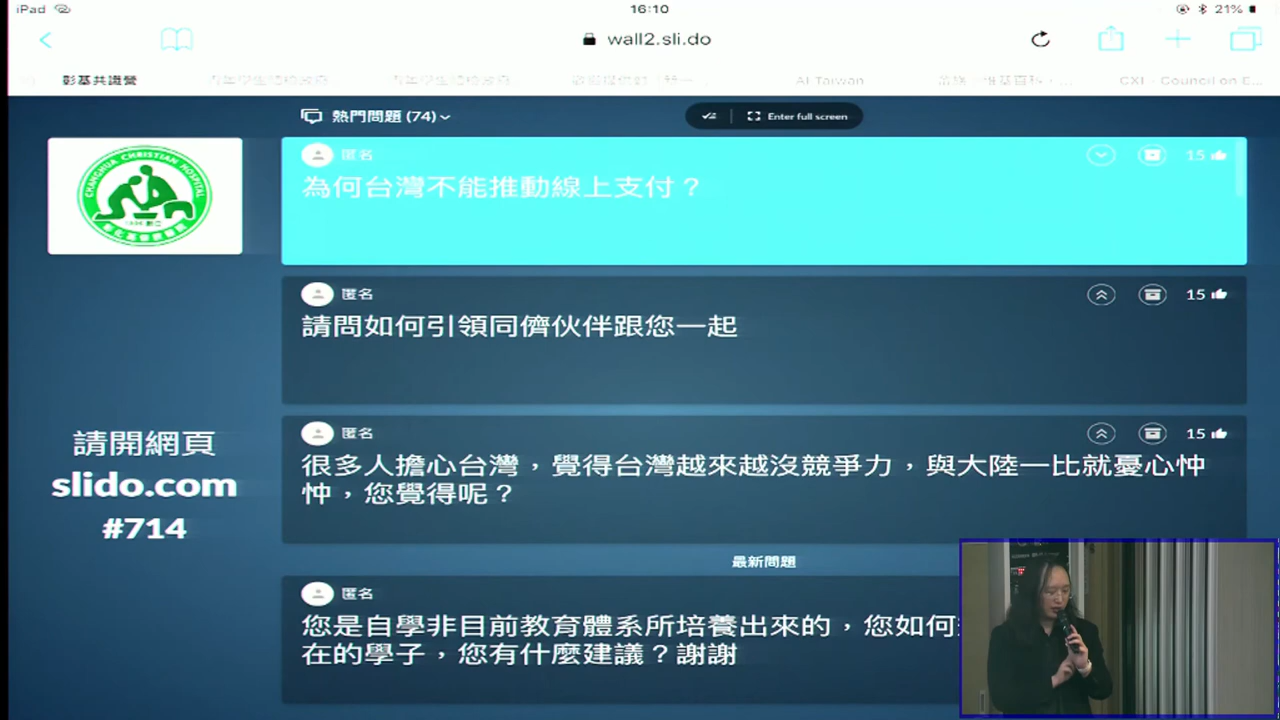 iPad
16:10
21%
wall2.sli.do
彰基共識營
AI Taiwan
CXI - Council on E...
熱門問題 (74)
Enter full screen
CHANGHUA CHRISTIAN HOSPITAL
匿名
15
為何台灣不能推動線上支付？
匿名
15
請問如何引領同儕伙伴跟您一起
匿名
15
很多人擔心台灣，覺得台灣越來越沒競爭力，與大陸一比就憂心忡
忡，您覺得呢？
請開網頁
slido.com
#714
最新問題
匿名
您是自學非目前教育體系所培養出來的，您如何
在的學子，您有什麼建議？謝謝